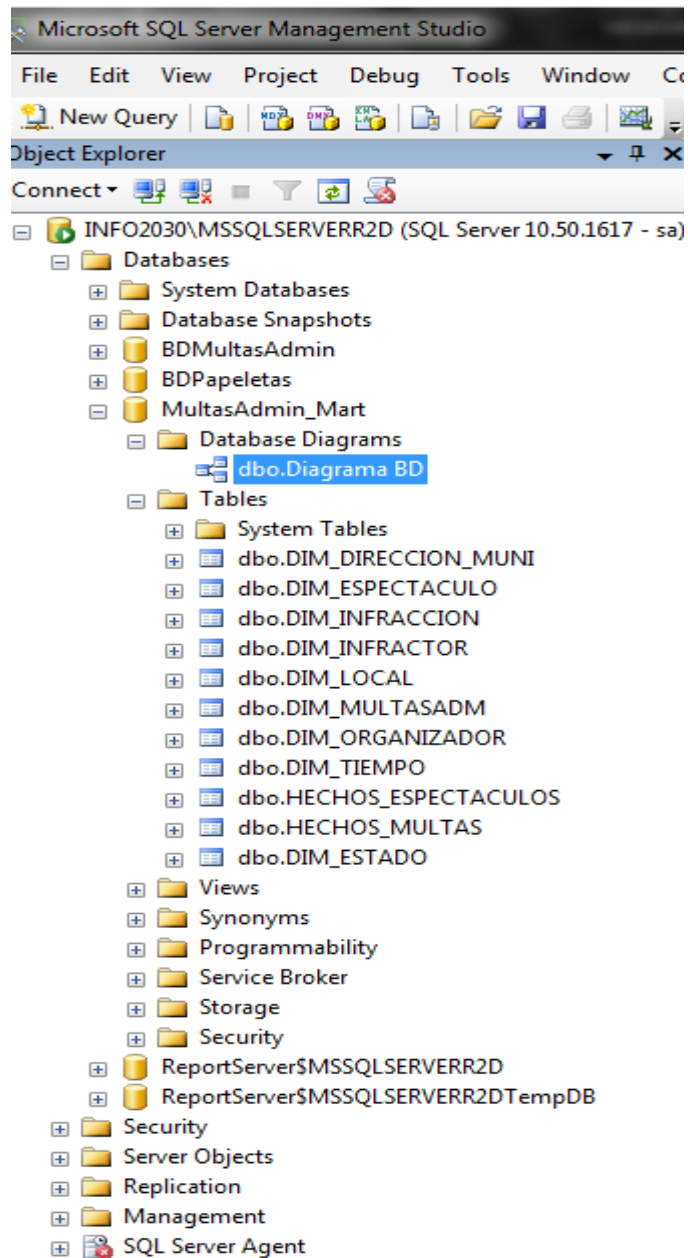 Microsoft SQL Server Management Studio
File Edit View Project Debug Tools Window Co
New Query
Object Explorer
Connect
INFO2030\MSSQLSERVERR2D (SQL Server 10.50.1617 - sa)
Databases
System Databases
Database Snapshots
BDMultasAdmin
BDPapeletas
MultasAdmin_Mart
Database Diagrams
dbo.Diagrama BD
Tables
System Tables
dbo.DIM_DIRECCION_MUNI
dbo.DIM_ESPECTACULO
dbo.DIM_INFRACCION
dbo.DIM_INFRACTOR
dbo.DIM_LOCAL
dbo.DIM_MULTASADM
dbo.DIM_ORGANIZADOR
dbo.DIM_TIEMPO
dbo.HECHOS_ESPECTACULOS
dbo.HECHOS_MULTAS
dbo.DIM_ESTADO
Views
Synonyms
Programmability
Service Broker
Storage
Security
ReportServer$MSSQLSERVERR2D
ReportServer$MSSQLSERVERR2DTempDB
Security
Server Objects
Replication
Management
SQL Server Agent